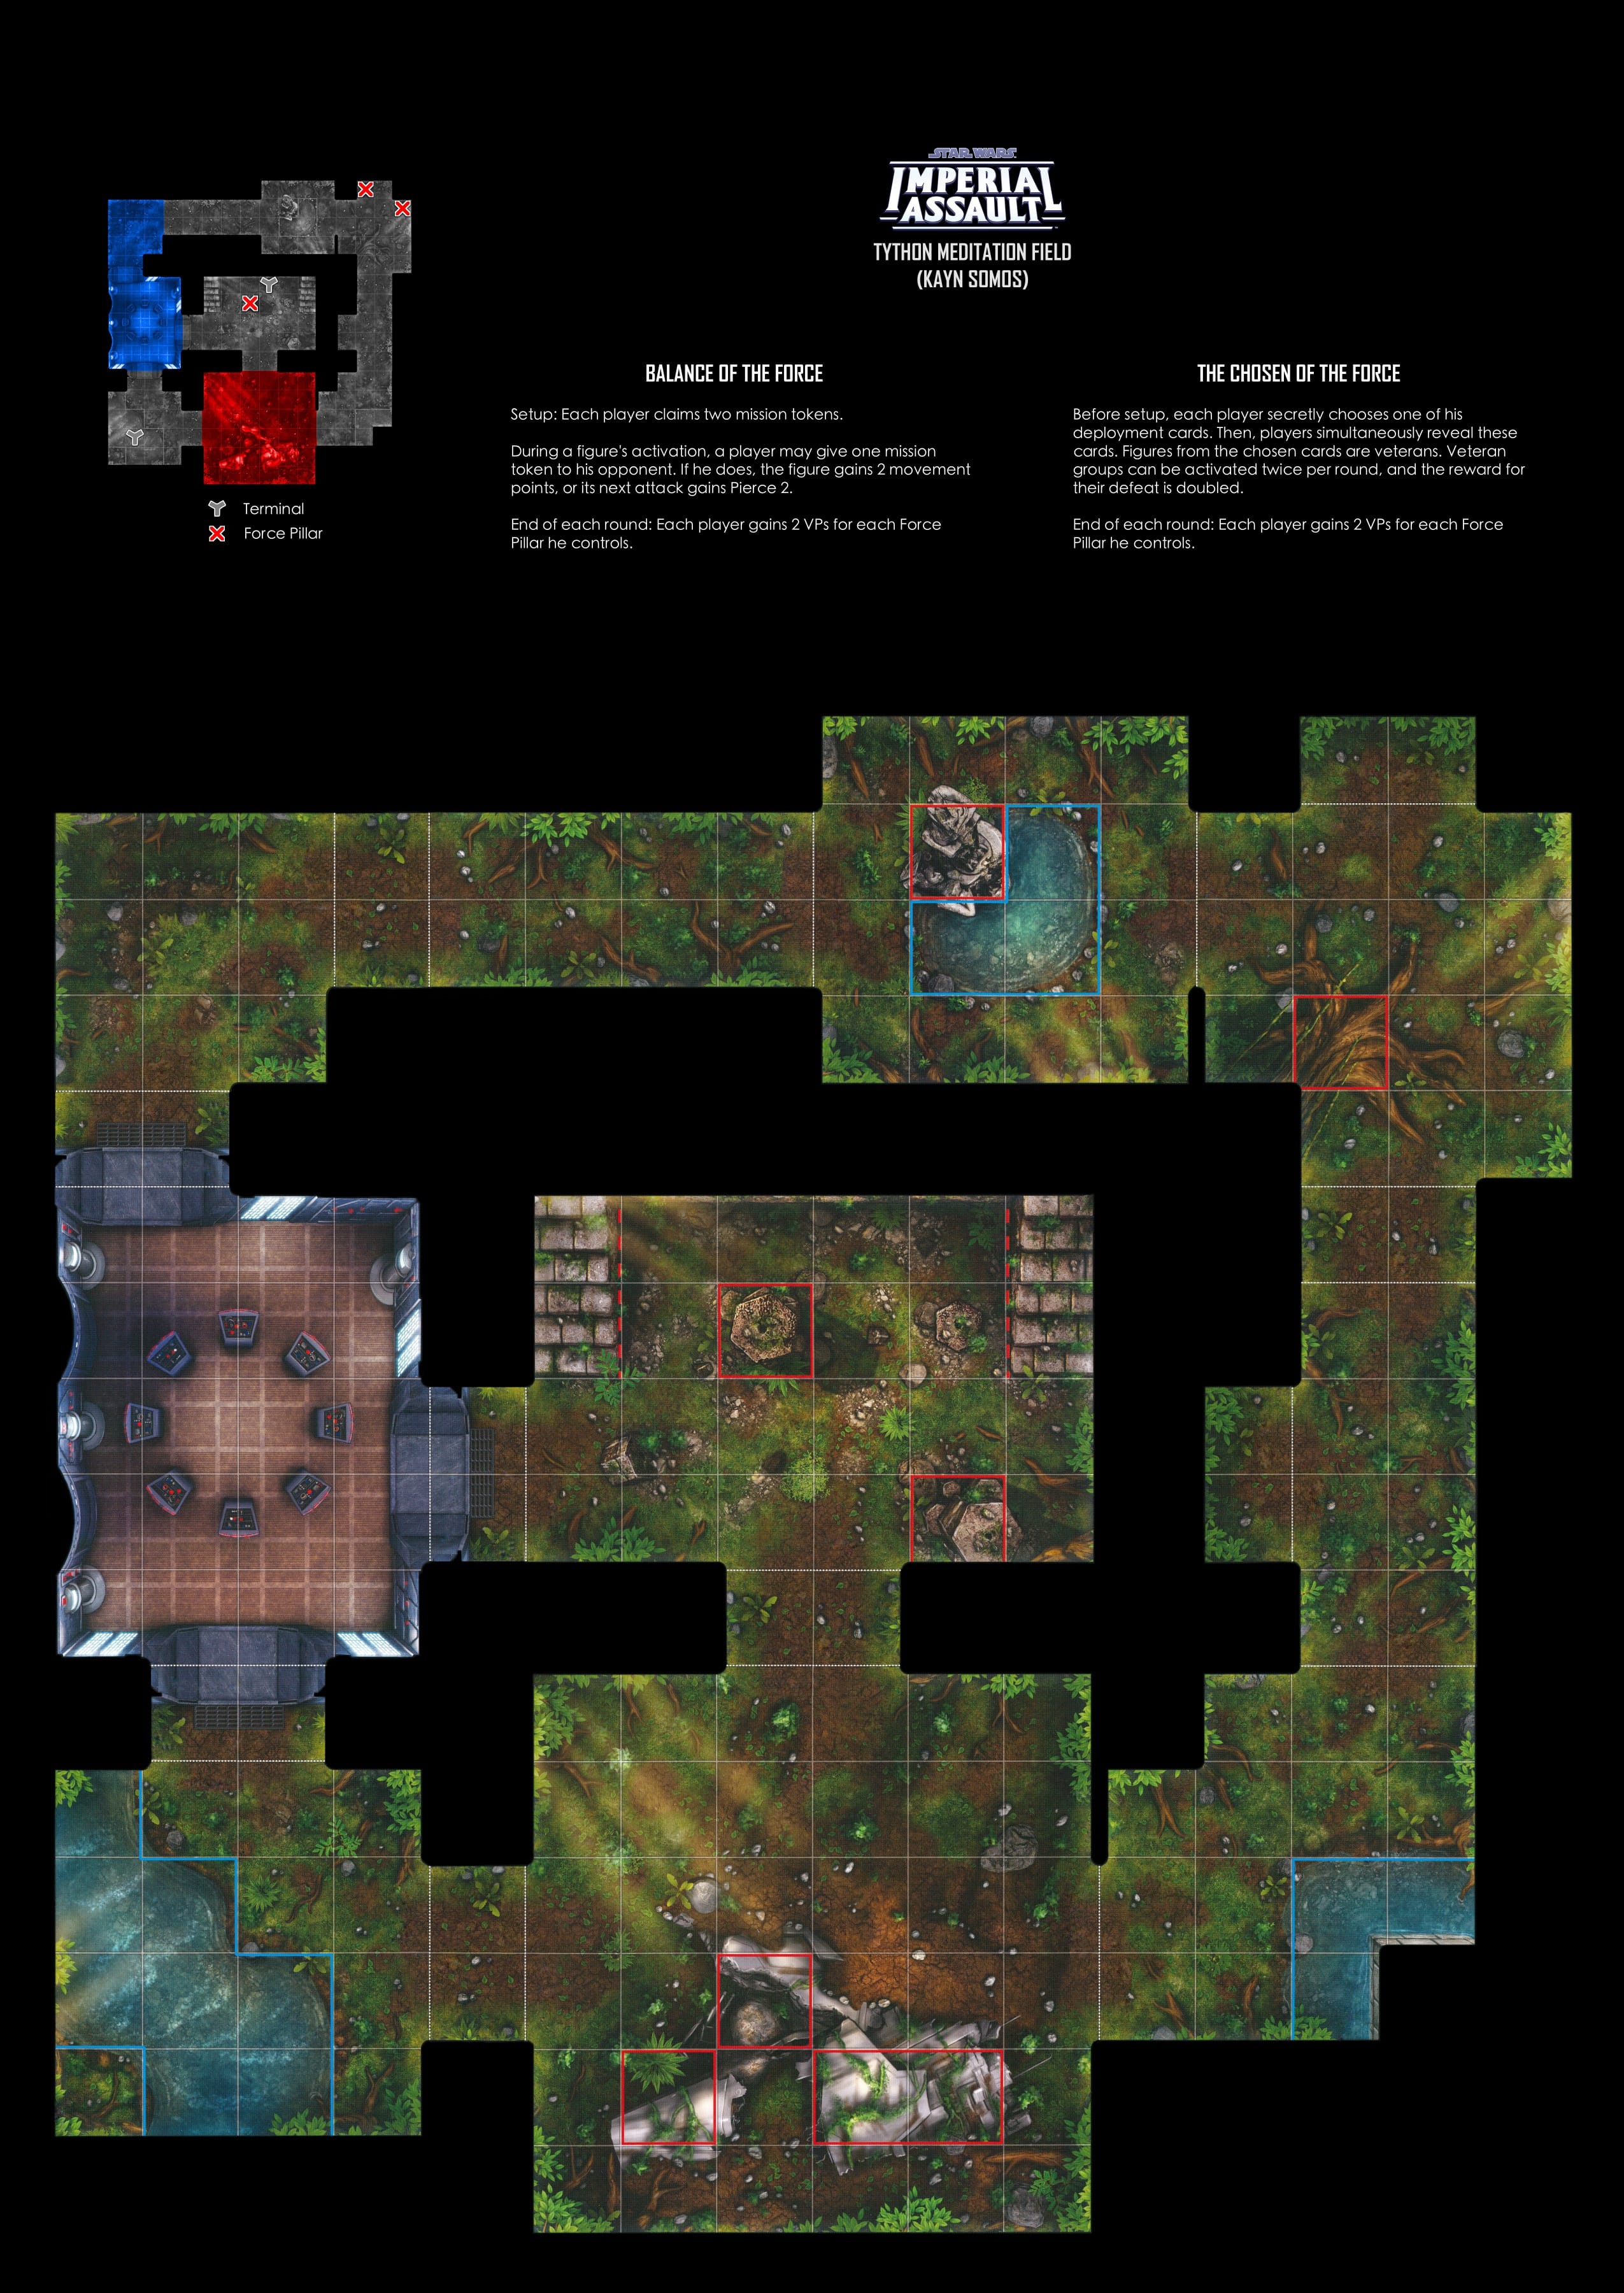 STAR WARS
IMPERIAL
ASSAULT
TYTHON MEDITATION FIELD
(KAYN SOMOS)
BALANCE OF THE FORCE
Setup: Each player claims two mission tokens.
During a figure's activation, a player may give one mission
token to his opponent. If he does, the figure gains 2 movement
points, or its next attack gains Pierce 2.
End of each round: Each player gains 2 VPs for each Force
Pillar he controls.
THE CHOSEN OF THE FORCE
Before setup, each player secretly chooses one of his
deployment cards. Then, players simultaneously reveal these
cards. Figures from the chosen cards are veterans. Veteran
groups can be activated twice per round, and the reward for
their defeat is doubled.
End of each round: Each player gains 2 VPs for each Force
Pillar he controls.
Terminal
Force Pillar